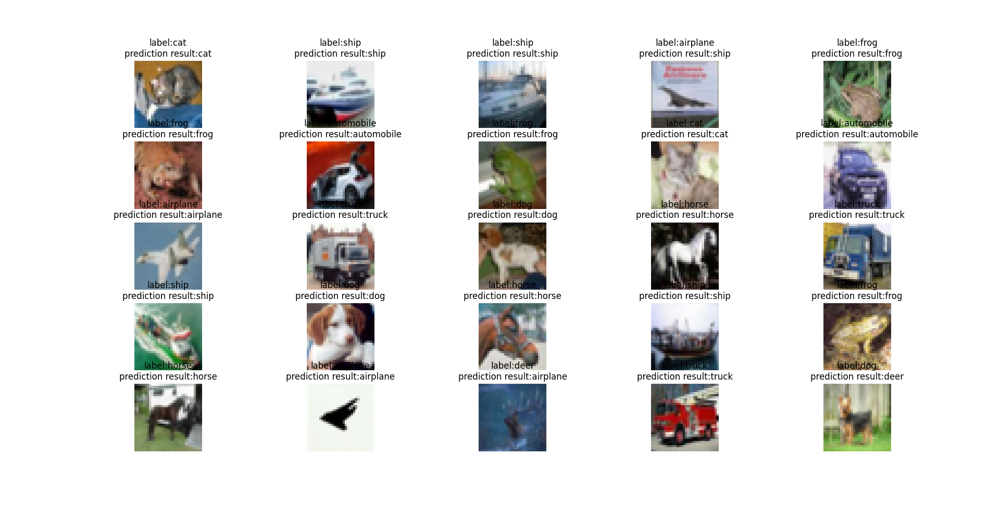 label:cat
prediction result:cat
label:ship
prediction result:ship
label:ship
prediction result:ship
label:airplane
prediction result:ship
label:frog
prediction result:frog
label:frog
prediction result:frog
label:automobile
prediction result:automobile
label:frog
prediction result:frog
label:cat
prediction result:cat
label:automobile
prediction result:automobile
label:airplane
prediction result:airplane
label:truck
prediction result:truck
label:dog
prediction result:dog
label:horse
prediction result:horse
label:truck
prediction result:truck
label:ship
prediction result:ship
label:dog
prediction result:dog
label:horse
prediction result:horse
label:ship
prediction result:ship
label:frog
prediction result:frog
label:horse
prediction result:horse
label:airplane
prediction result:airplane
label:deer
prediction result:airplane
label:truck
prediction result:truck
label:dog
prediction result:deer